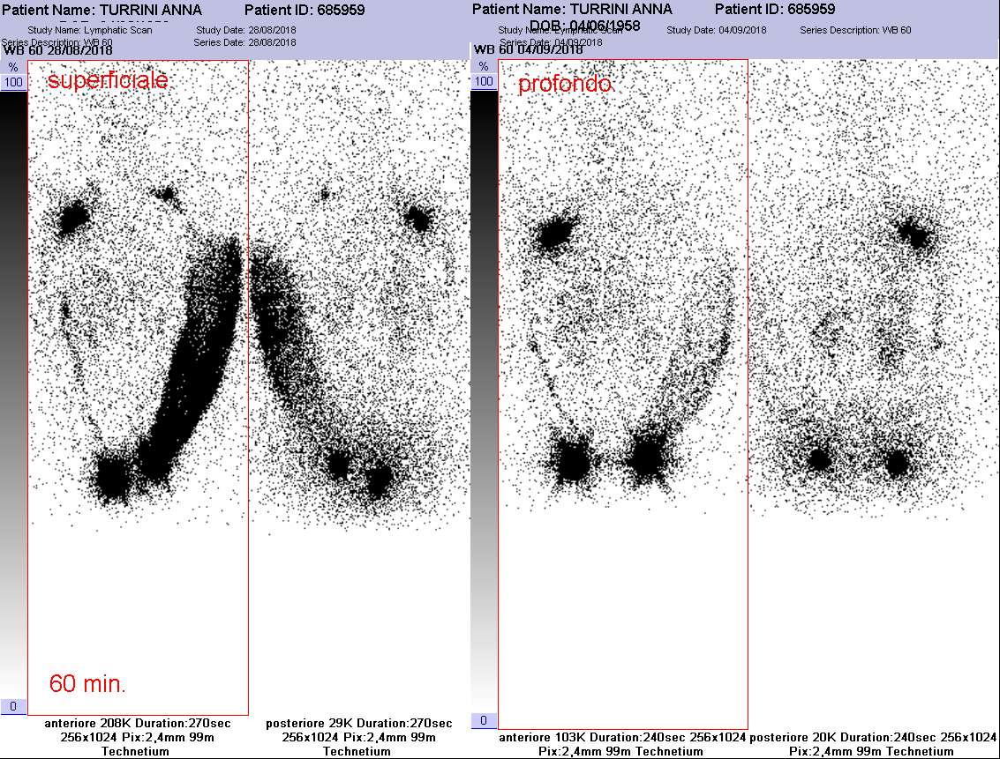 Patient Name: TURRINI ANNA Patient ID: 685959
Study Name: Lymphatic Scan Study Date: 28/08/2018
Series Description: WB 60 Series Date: 28/08/2018
WB 60 28/08/2018
%
100
superficiale
60 min.
0
anteriore 208K Duration:270sec
256x1024 Pix:2,4mm 99m
Technetium
posteriore 29K Duration:270sec
256x1024 Pix:2,4mm 99m
Technetium
Patient Name: TURRINI ANNA Patient ID: 685959
DOB: 04/06/1958
Study Name: Lymphatic Scan Study Date: 04/09/2018 Series Description: WB 60
Series Date: 04/09/2018
WB 60 04/09/2018
%
100
profondo
0
anteriore 103K Duration:240sec 256x1024
Pix:2,4mm 99m Technetium
posteriore 20K Duration:240sec 256x1024
Pix:2,4mm 99m Technetium